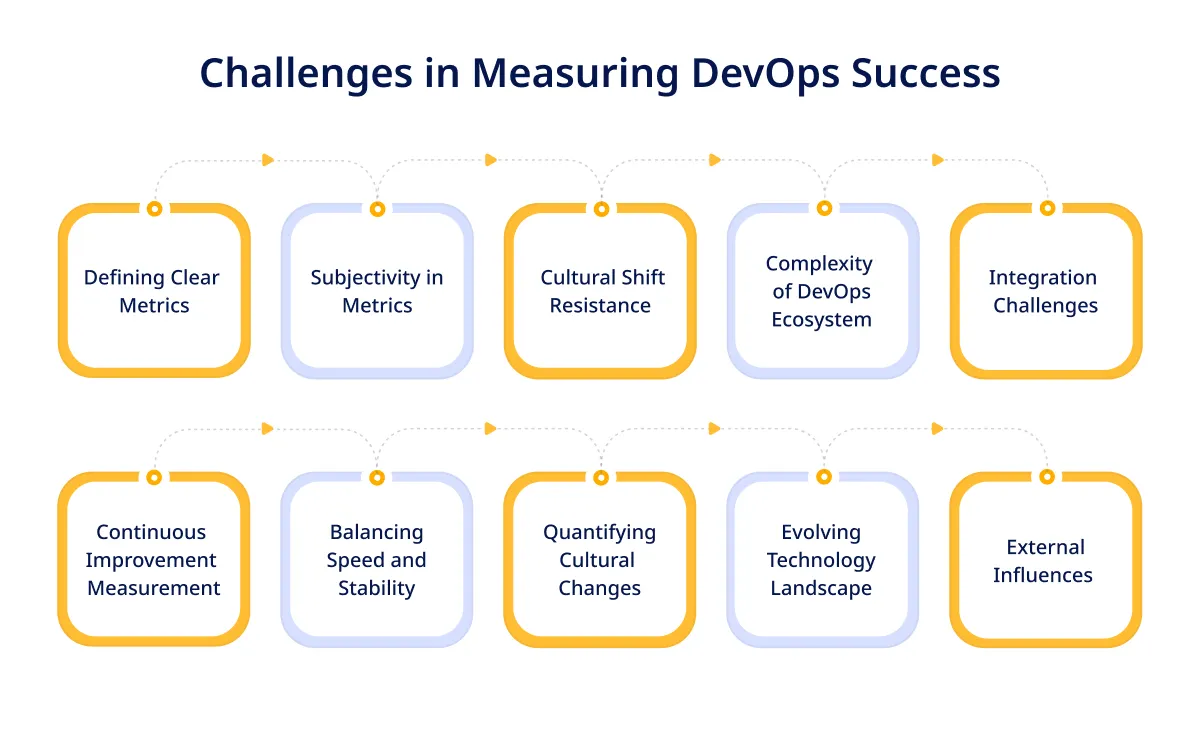 Challenges in Measuring DevOps Success
Defining Clear
Metrics
Subjectivity in
Metrics
Cultural Shift
Resistance
Complexity
of DevOps
Ecosystem
Integration
Challenges
Continuous
Improvement
Measurement
Balancing
Speed and
Stability
Quantifying
Cultural
Changes
Evolving
Technology
Landscape
External
Influences